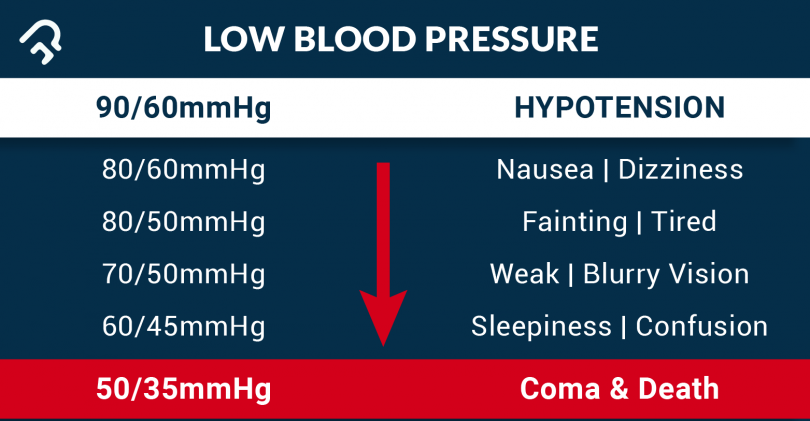 LOW BLOOD PRESSURE
90/60mmHg HYPOTENSION
80/60mmHg Nausea | Dizziness
80/50mmHg Fainting | Tired
70/50mmHg Weak | Blurry Vision
60/45mmHg Sleepiness | Confusion
50/35mmHg Coma & Death